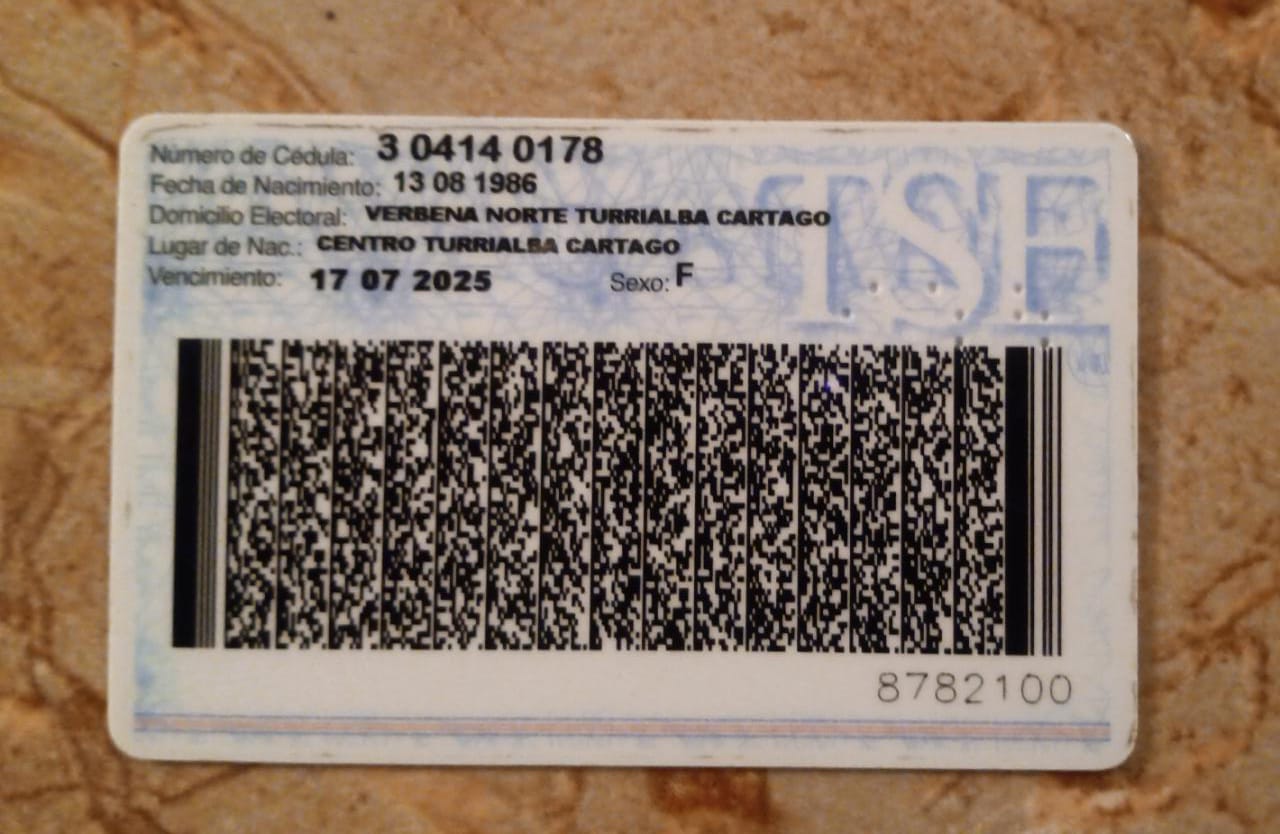 Número de Cédula: 3 0414 0178
Fecha de Nacimiento: 13 08 1986
Domicilio Electoral: VERBENA NORTE TURRIALBA CARTAGO
Lugar de Nac.: CENTRO TURRIALBA CARTAGO
Vencimiento: 17 07 2025 Sexo: F
TSE
8782100